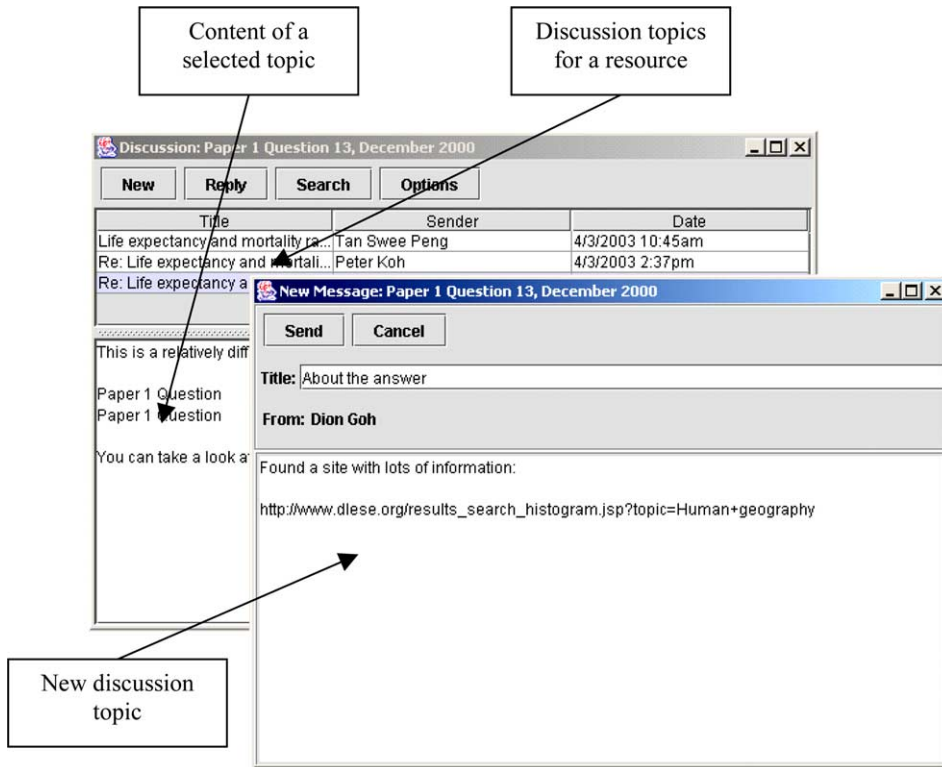 Content of a
selected topic
Discussion topics
for a resource
Discussion: Paper 1 Question 13, December 2000
New Reply Search Options
Title Sender Date
Life expectancy and mortality ra... Tan Swee Peng 4/3/2003 10:45am
Re: Life expectancy and mortali... Peter Koh 4/3/2003 2:37pm
Re: Life expectancy a
This is a relatively diff
Paper 1 Question
Paper 1 Question
You can take a look a
New Message: Paper 1 Question 13, December 2000
Send Cancel
Title: About the answer
From: Dion Goh
Found a site with lots of information:
http://www.dlese.org/results_search_histogram.jsp?topic=Human+geography
New discussion
topic